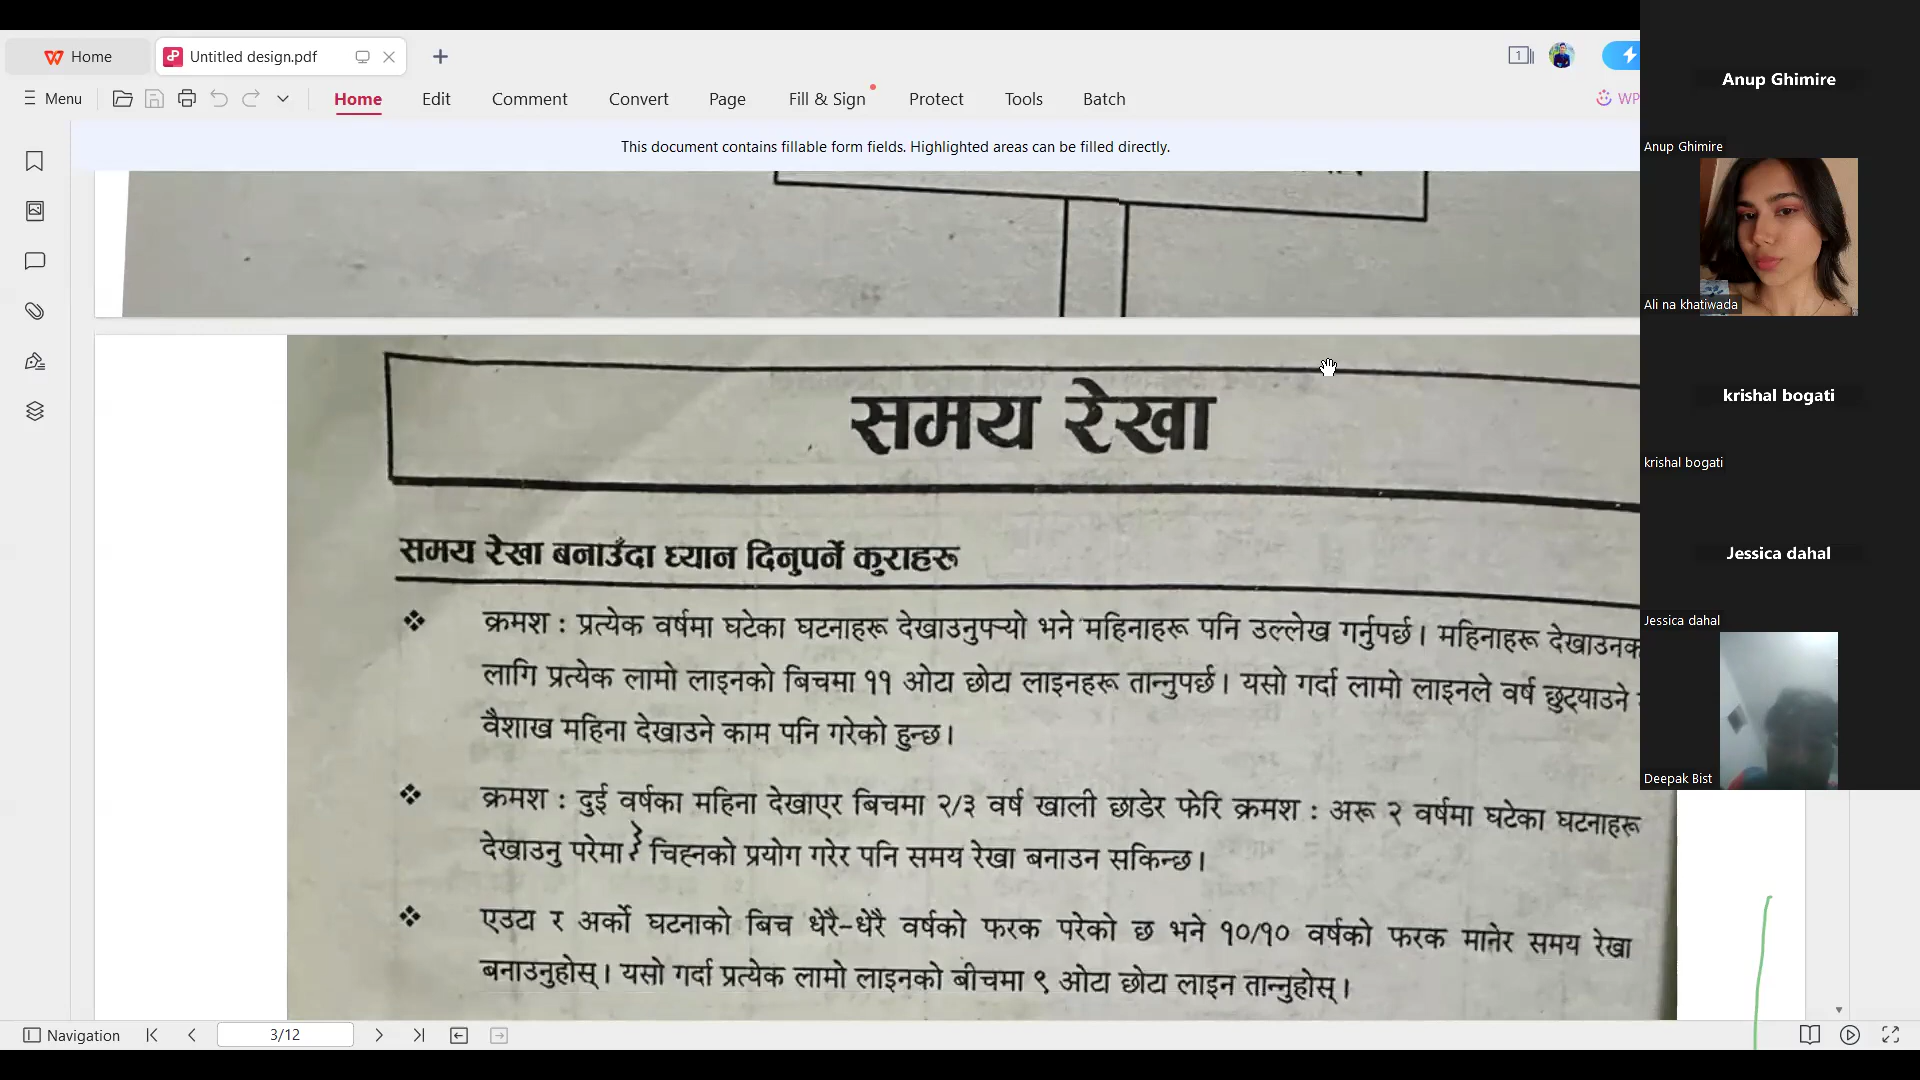 Home
Untitled design.pdf
1
Menu
Home
Edit
Comment
Convert
Page
Fill & Sign
Protect
Tools
Batch
WP
This document contains fillable form fields. Highlighted areas can be filled directly.
समय रेखा
समय रेखा बनाउँदा ध्यान दिनुपर्ने कुराहरू
❖ क्रमश : प्रत्येक वर्षमा घटेका घटनाहरू देखाउनुपऱ्यो भने महिनाहरू पनि उल्लेख गर्नुपर्छ। महिनाहरू देखाउनक
लागि प्रत्येक लामो लाइनको बिचमा ११ ओटा छोटा लाइनहरू तान्नुपर्छ। यसो गर्दा लामो लाइनले वर्ष छुट्याउने
वैशाख महिना देखाउने काम पनि गरेको हुन्छ।
❖ क्रमश : दुई वर्षका महिना देखाएर बिचमा २/३ वर्ष खाली छाडेर फेरि क्रमश : अरू २ वर्षमा घटेका घटनाहरू
देखाउनु परेमा चिह्नको प्रयोग गरेर पनि समय रेखा बनाउन सकिन्छ।
❖ एउटा र अर्को घटनाको बिच धेरै-धेरै वर्षको फरक परेको छ भने १०/१० वर्षको फरक मानेर समय रेखा
बनाउनुहोस्। यसो गर्दा प्रत्येक लामो लाइनको बीचमा ९ ओटा छोटा लाइन तान्नुहोस्।
Navigation
3/12
Anup Ghimire
Anup Ghimire
Ali na khatiwada
krishal bogati
krishal bogati
Jessica dahal
Jessica dahal
Deepak Bist